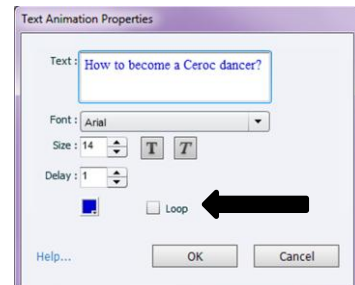 Text Animation Properties
Text : How to become a Ceroc dancer?
Font : Arial
Size : 14 T T
Delay : 1
Loop
Help... OK Cancel